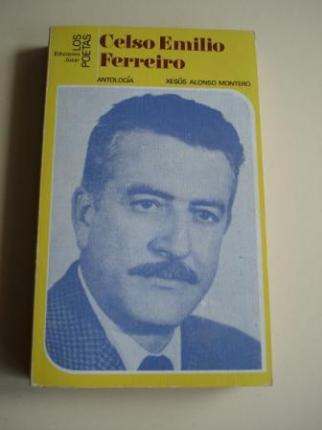 Ediciones
Júcar
LOS
POETAS
Celso Emilio
Ferreiro
ANTOLOGÍA
XESÚS ALONSO MONTERO